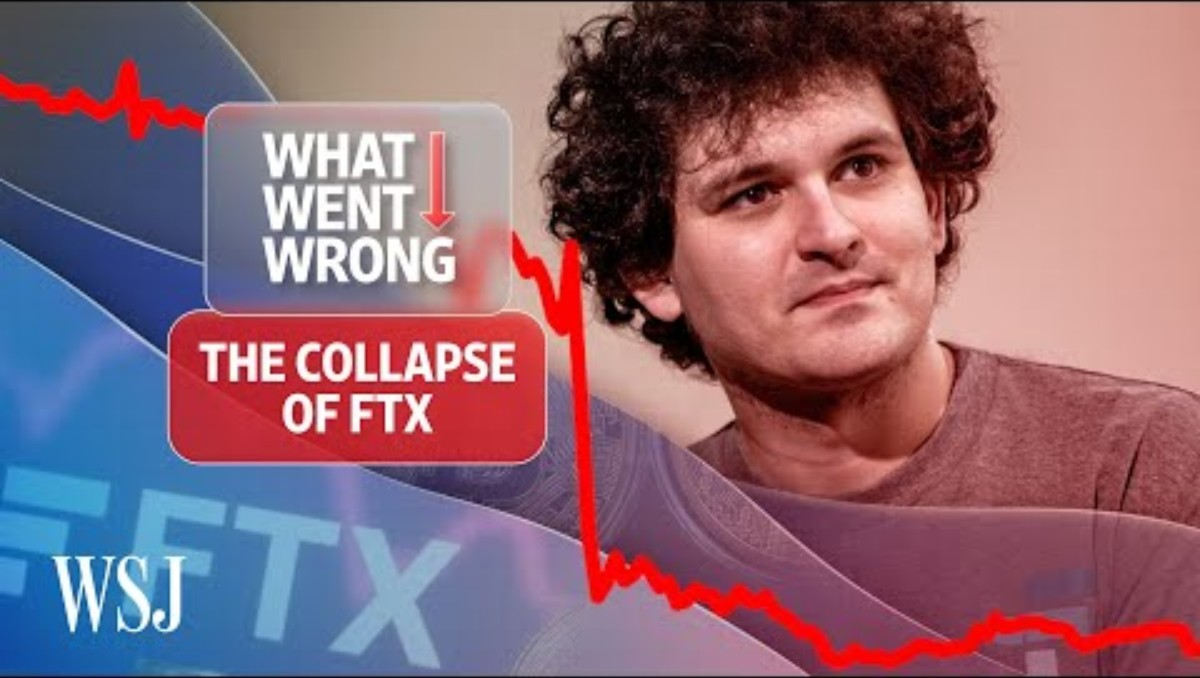 WHAT
WENT
WRONG
THE COLLAPSE
OF FTX
FTX
WSJ